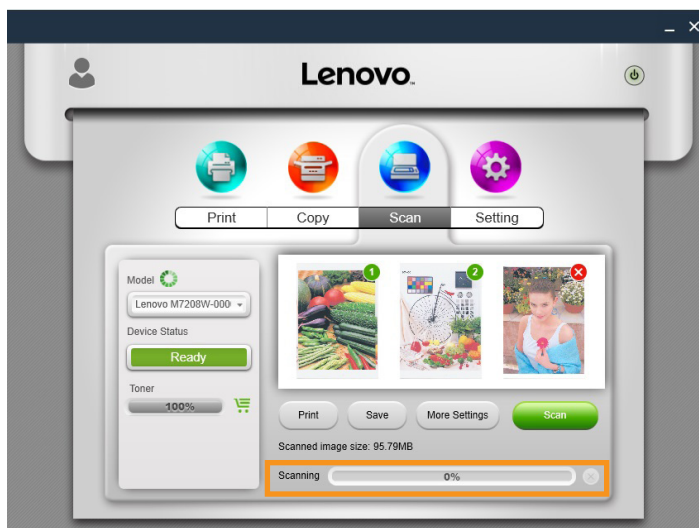 Lenovo
Print Copy Scan Setting
Model
Lenovo M7208W-000
Device Status
Ready
Toner
100%
1 2
Print Save More Settings Scan
Scanned image size: 95.79MB
Scanning 0%